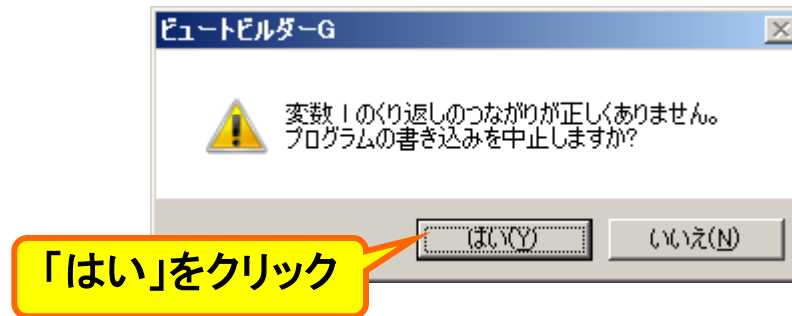 ビュートビルダーG
変数Iのくり返しのつながりが正しくありません。
プログラムの書き込みを中止しますか?
はい(Y)
いいえ(N)
「はい」をクリック